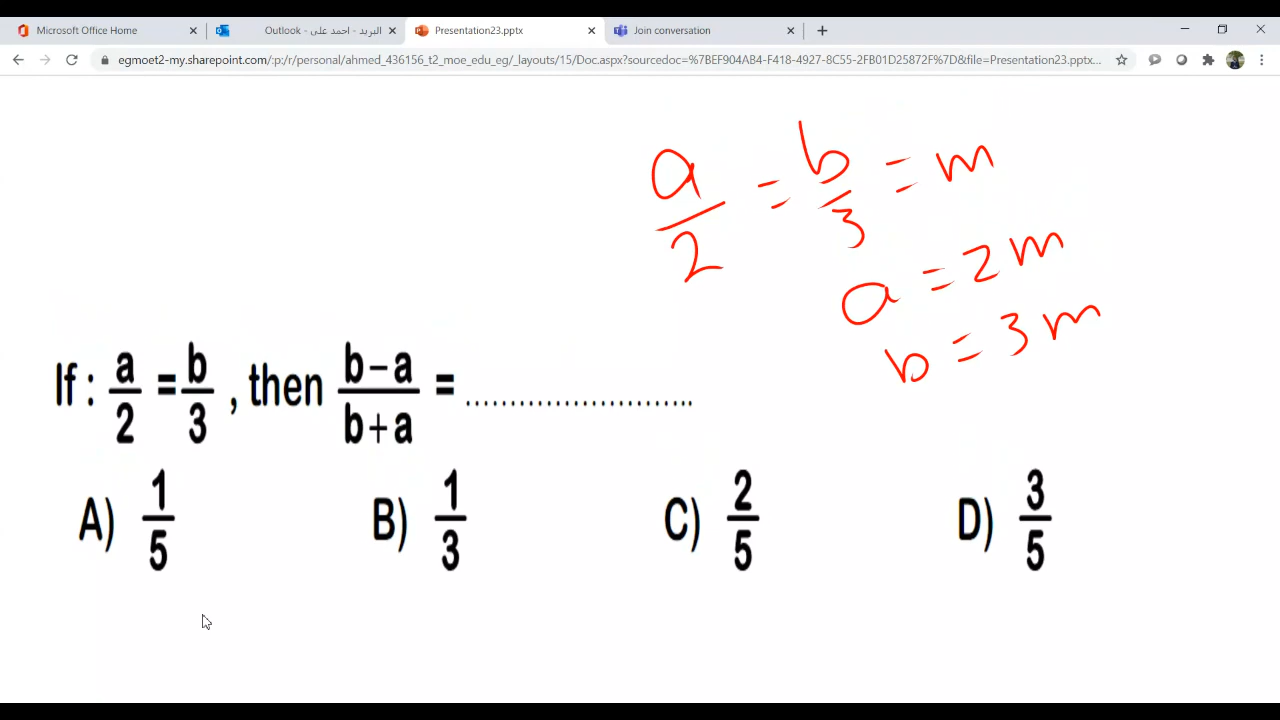 Microsoft Office Home
البريد - احمد على - Outlook
Presentation23.pptx
Join conversation
egmoet2-my.sharepoint.com/:p:/r/personal/ahmed_436156_t2_moe_edu_eg/_layouts/15/Doc.aspx?sourcedoc=%7BEF904AB4-F418-4927-8C55-2FB01D25872F%7D&file=Presentation23.pptx...
a/2 = b/3 = m
a = 2m
b = 3m
If : a/2 = b/3 , then (b−a)/(b+a) = ............................
A) 1/5 B) 1/3 C) 2/5 D) 3/5